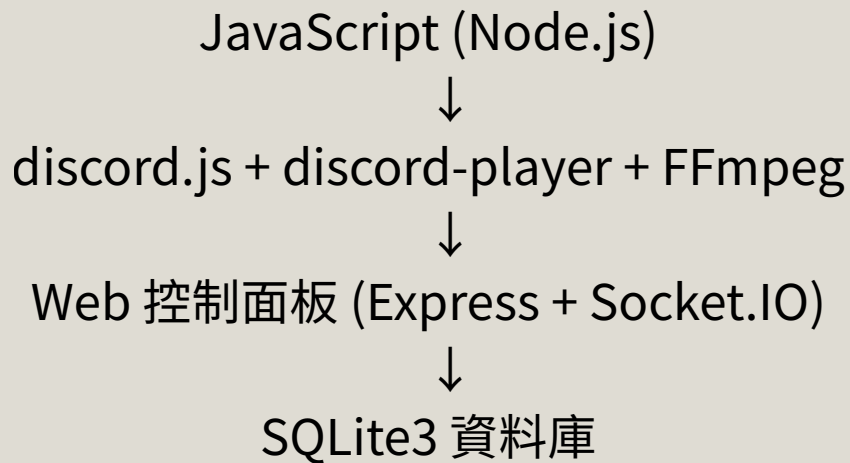 JavaScript (Node.js)
↓
discord.js + discord-player + FFmpeg
↓
Web 控制面板 (Express + Socket.IO)
↓
SQLite3 資料庫